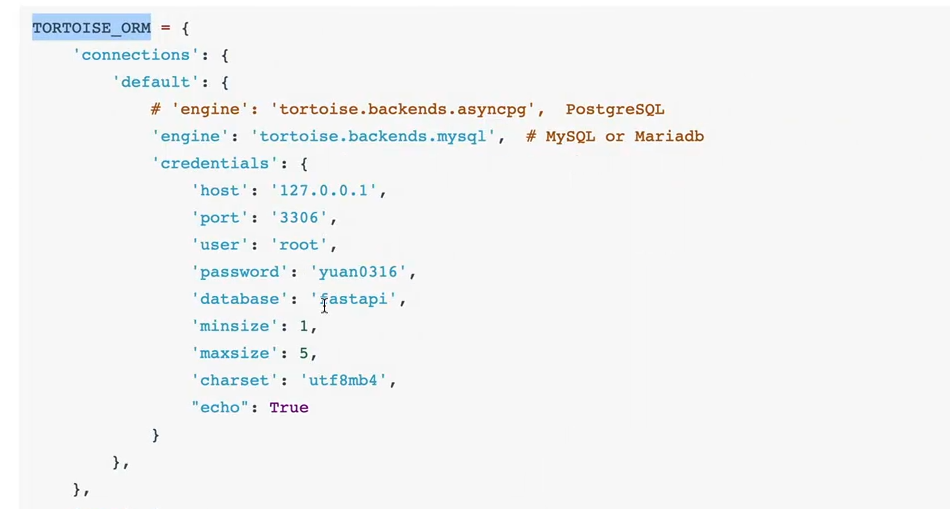 TORTOISE_ORM = {
    'connections': {
        'default': {
            # 'engine': 'tortoise.backends.asyncpg',  PostgreSQL
            'engine': 'tortoise.backends.mysql',  # MySQL or Mariadb
            'credentials': {
                'host': '127.0.0.1',
                'port': '3306',
                'user': 'root',
                'password': 'yuan0316',
                'database': 'fastapi',
                'minsize': 1,
                'maxsize': 5,
                'charset': 'utf8mb4',
                "echo": True
            }
        },
    },